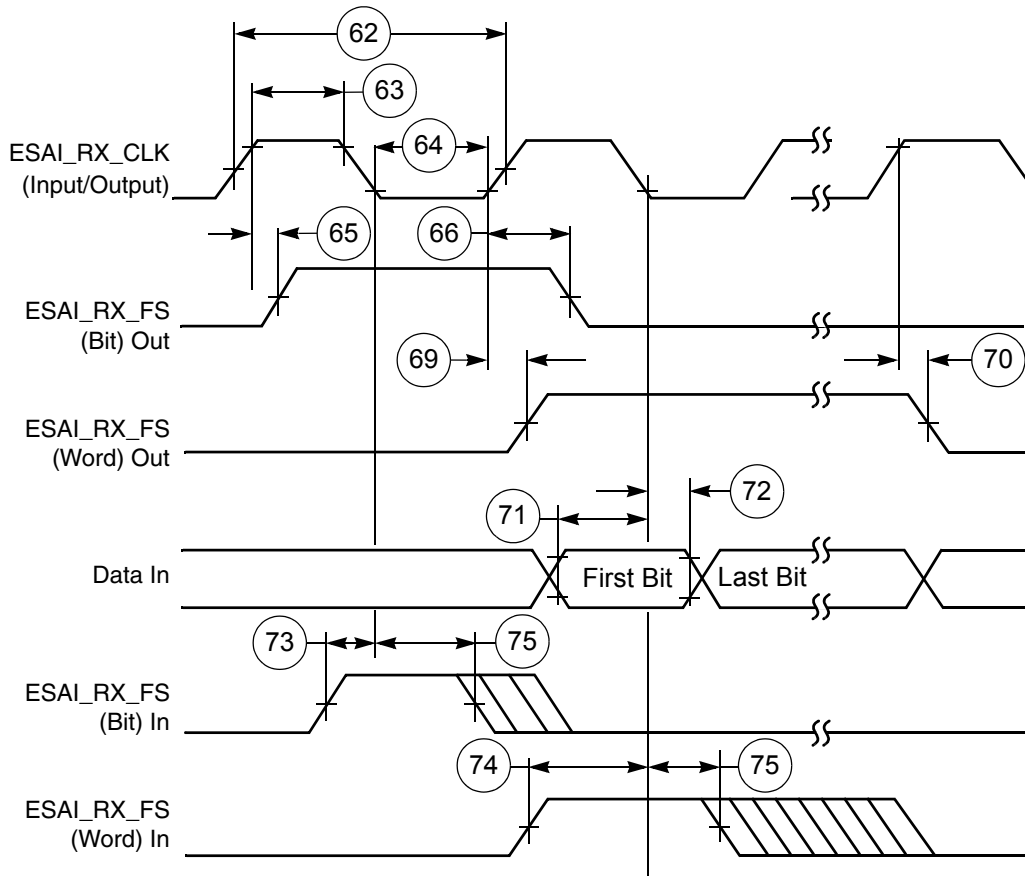 62
63
ESAI_RX_CLK
(Input/Output)
64
65
66
ESAI_RX_FS
(Bit) Out
69
70
ESAI_RX_FS
(Word) Out
71
72
Data In
First Bit
Last Bit
73
75
ESAI_RX_FS
(Bit) In
74
75
ESAI_RX_FS
(Word) In